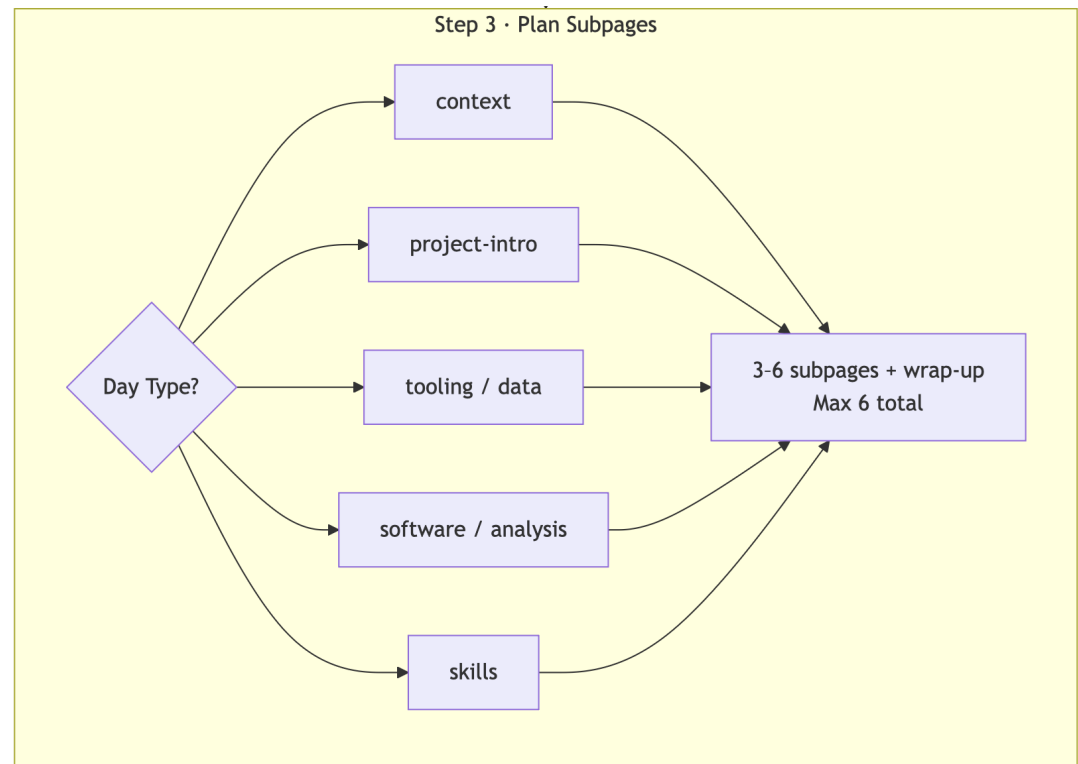 Step 3 · Plan Subpages
context
project-intro
Day Type?
tooling / data
3-6 subpages + wrap-up
Max 6 total
software / analysis
skills